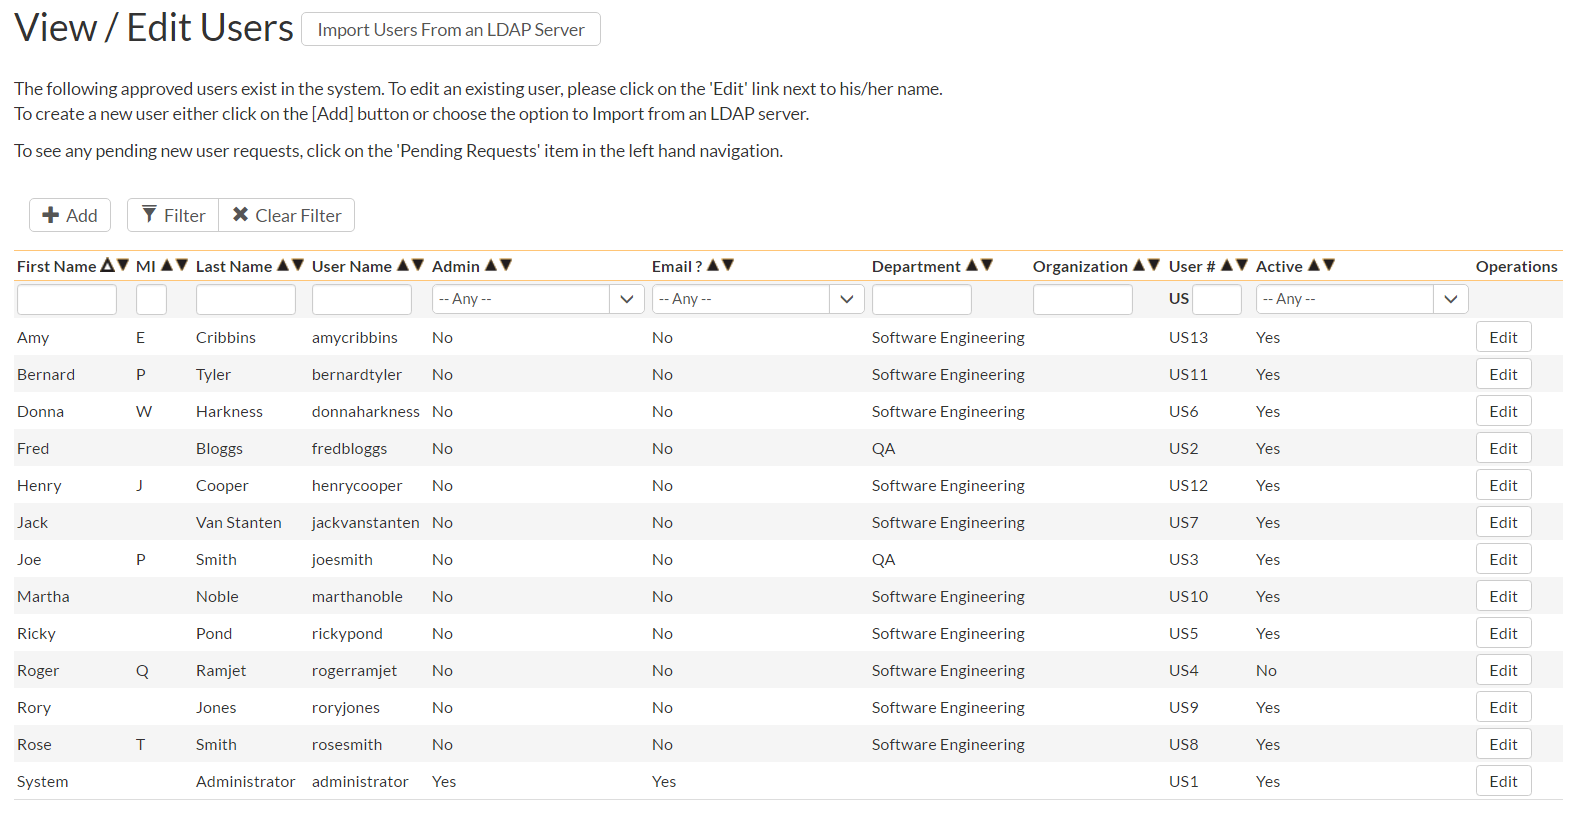 View / Edit Users Import Users From an LDAP Server
The following approved users exist in the system. To edit an existing user, please click on the 'Edit' link next to his/her name.
To create a new user either click on the [Add] button or choose the option to Import from an LDAP server.
To see any pending new user requests, click on the 'Pending Requests' item in the left hand navigation.
Add Filter Clear Filter
First Name MI Last Name User Name Admin Email ? Department Organization User # Active Operations
-- Any -- -- Any -- US -- Any --
Amy E Cribbins amycribbins No No Software Engineering US13 Yes Edit
Bernard P Tyler bernardtyler No No Software Engineering US11 Yes Edit
Donna W Harkness donnaharkness No No Software Engineering US6 Yes Edit
Fred Bloggs fredbloggs No No QA US2 Yes Edit
Henry J Cooper henrycooper No No Software Engineering US12 Yes Edit
Jack Van Stanten jackvanstanten No No Software Engineering US7 Yes Edit
Joe P Smith joesmith No No QA US3 Yes Edit
Martha Noble marthanoble No No Software Engineering US10 Yes Edit
Ricky Pond rickypond No No Software Engineering US5 Yes Edit
Roger Q Ramjet rogerramjet No No Software Engineering US4 No Edit
Rory Jones roryjones No No Software Engineering US9 Yes Edit
Rose T Smith rosesmith No No Software Engineering US8 Yes Edit
System Administrator administrator Yes Yes US1 Yes Edit